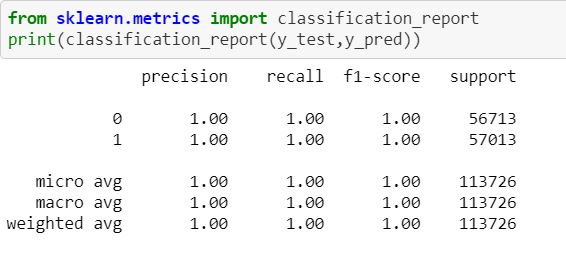 from sklearn.metrics import classification_report
print(classification_report(y_test,y_pred))
precision recall f1-score support
0 1.00 1.00 1.00 56713
1 1.00 1.00 1.00 57013
micro avg 1.00 1.00 1.00 113726
macro avg 1.00 1.00 1.00 113726
weighted avg 1.00 1.00 1.00 113726